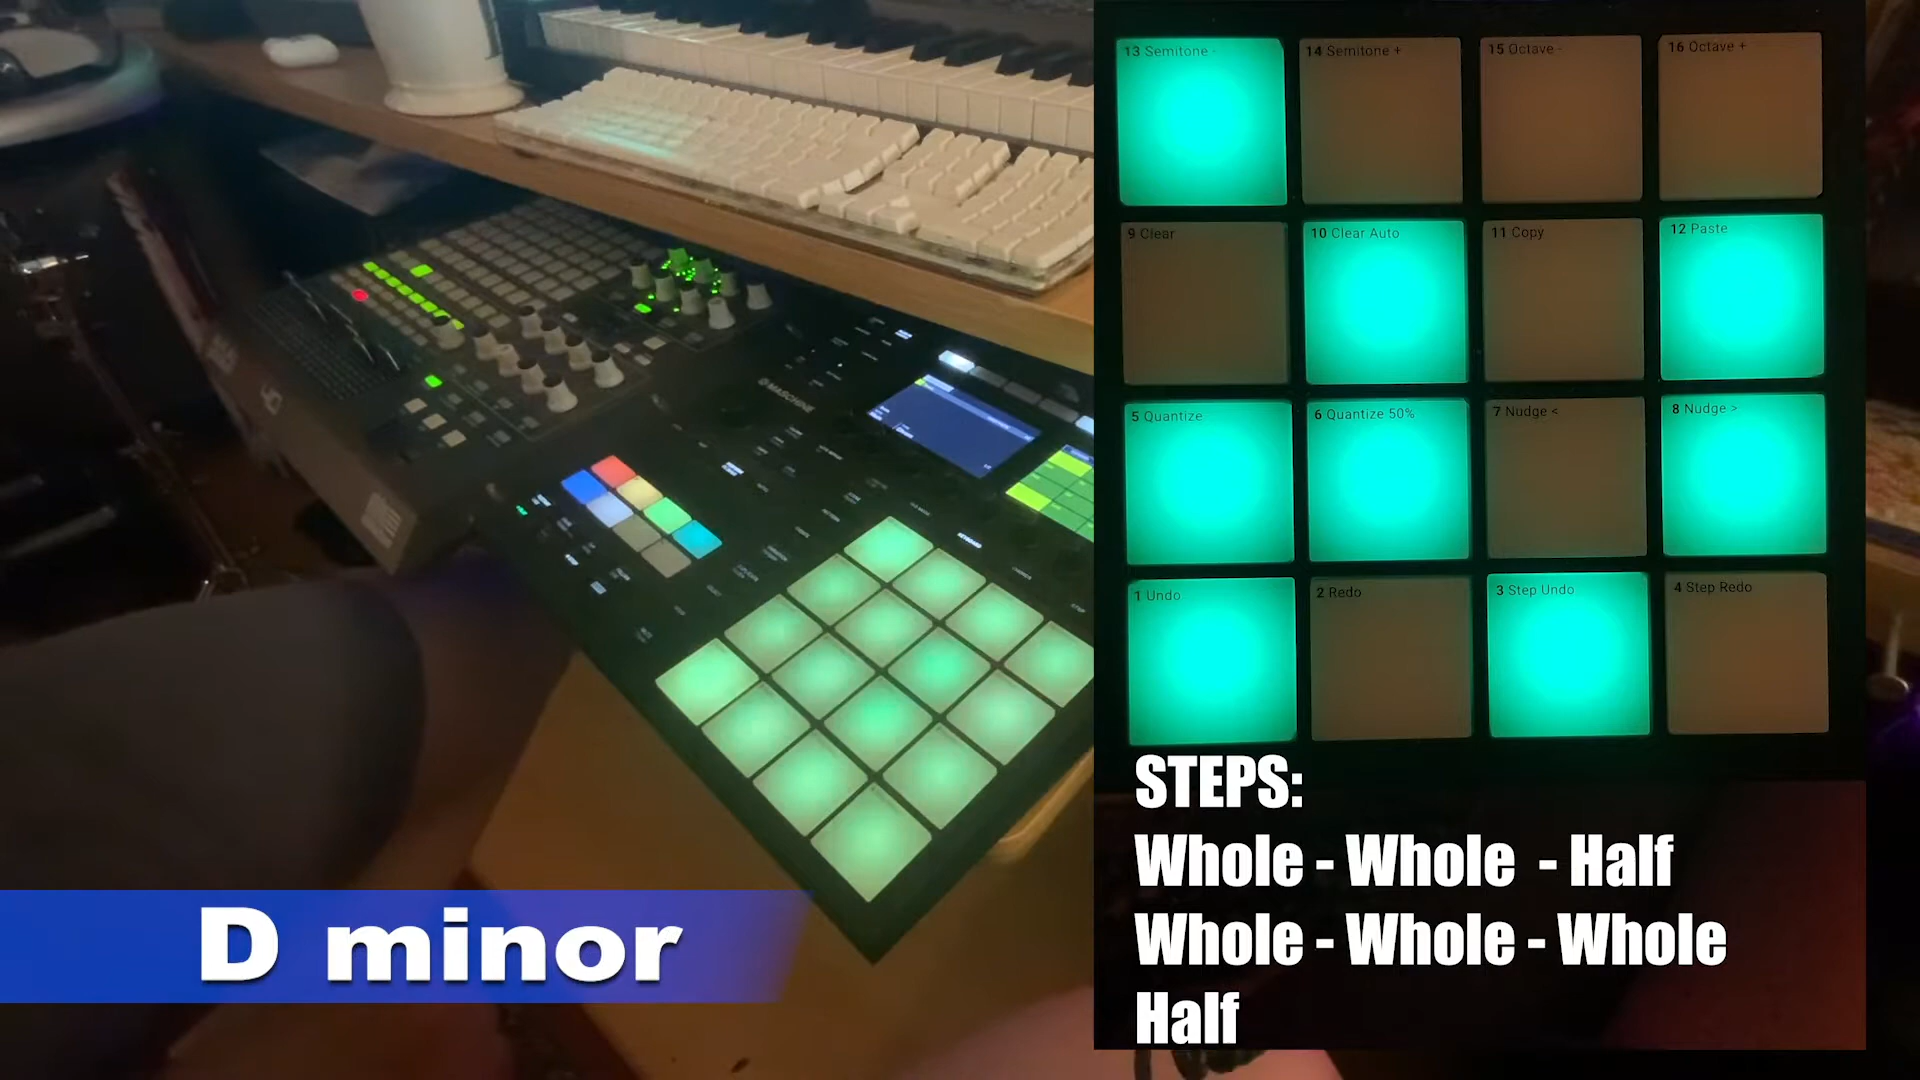 13 Semitone -
14 Semitone +
15 Octave -
16 Octave +
9 Clear
10 Clear Auto
11 Copy
12 Paste
5 Quantize
6 Quantize 50%
7 Nudge <
8 Nudge >
1 Undo
2 Redo
3 Step Undo
4 Step Redo
MASCHINE
STEPS:
Whole - Whole - Half
Whole - Whole - Whole
Half
D minor